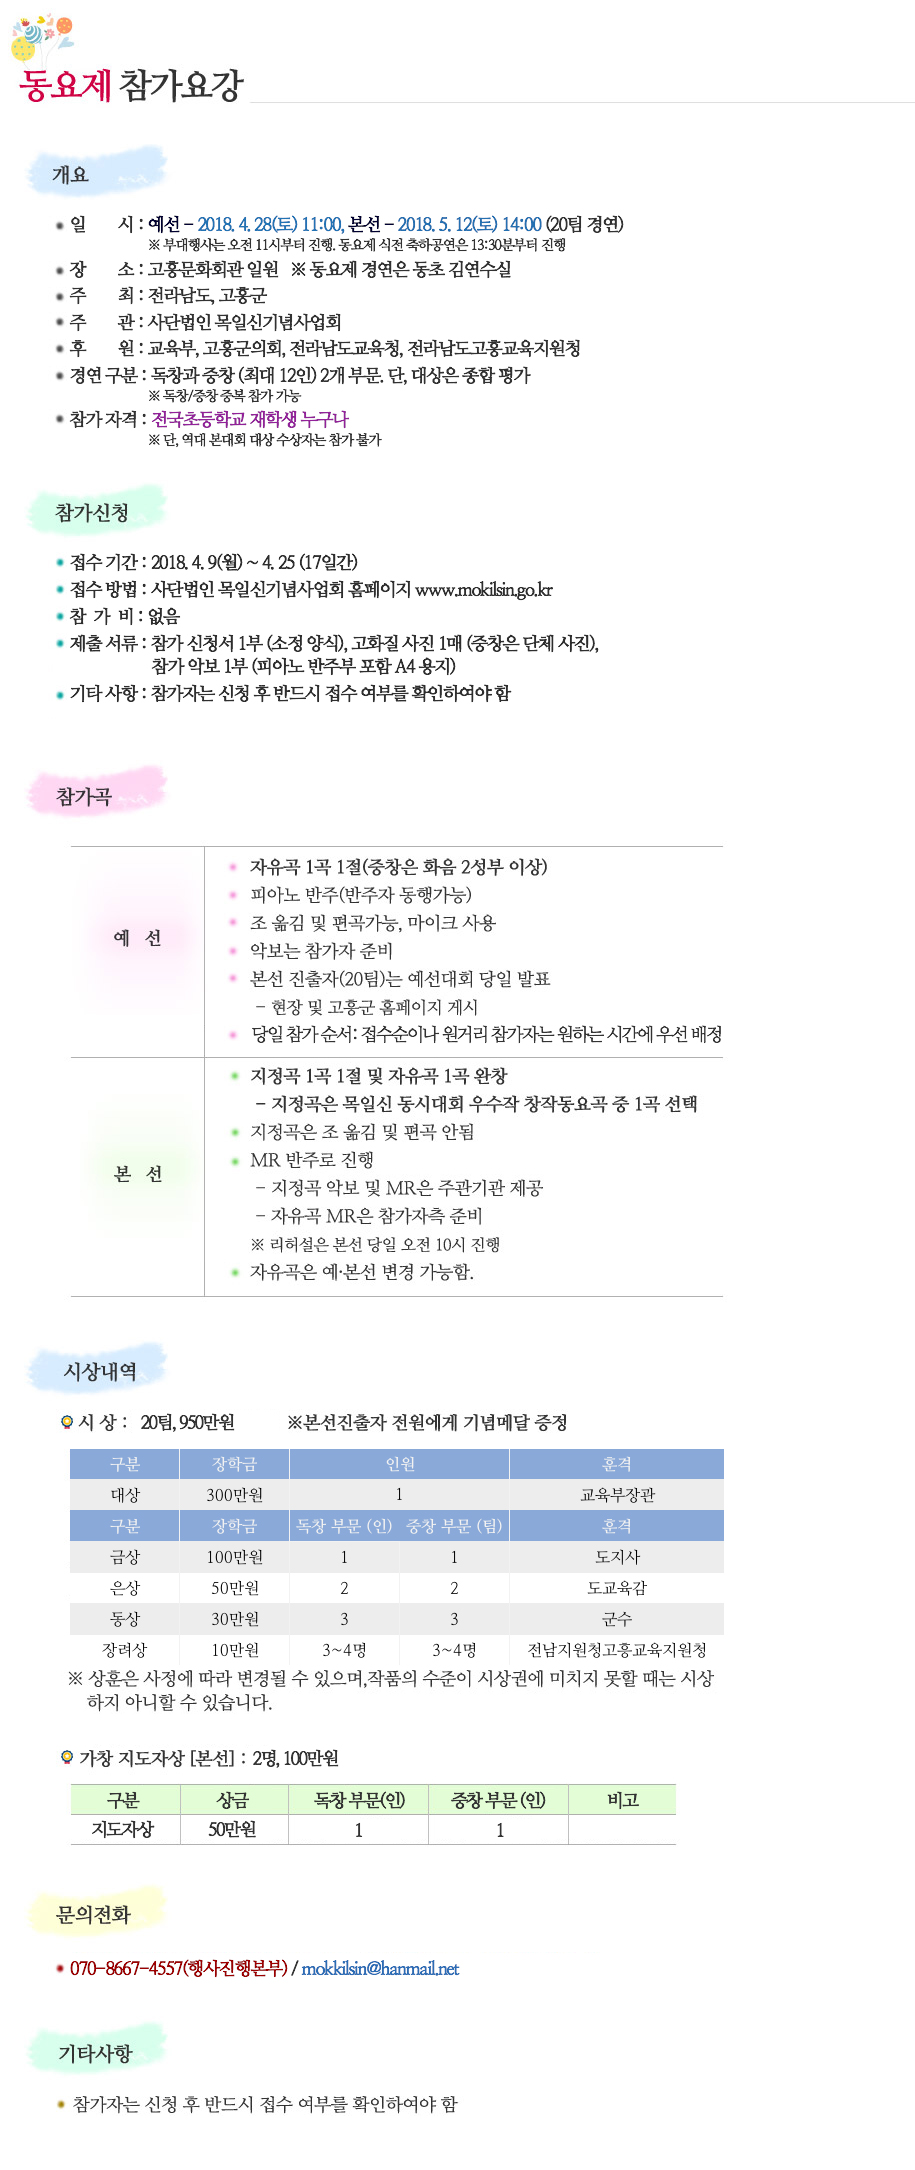 동요제 참가요강
개요
일 시 : 예선 - 2018. 4. 28(토) 11:00, 본선 - 2018. 5. 12(토) 14:00 (20팀 경연)
※ 부대행사는 오전 11시부터 진행. 동요제 식전 축하공연은 13:30분부터 진행
장 소 : 고흥문화회관 일원 ※ 동요제 경연은 동초 김연수실
주 최 : 전라남도, 고흥군
주 관 : 사단법인 목일신기념사업회
후 원 : 교육부, 고흥군의회, 전라남도교육청, 전라남도고흥교육지원청
경연 구분 : 독창과 중창 (최대 12인) 2개 부문. 단, 대상은 종합 평가
※ 독창/중창 중복 참가 가능
참가 자격 : 전국초등학교 재학생 누구나
※ 단, 역대 본대회 대상 수상자는 참가 불가
참가신청
접수 기간 : 2018. 4. 9(월) ~ 4. 25 (17일간)
접수 방법 : 사단법인 목일신기념사업회 홈페이지 www.mokilsin.go.kr
참 가 비 : 없음
제출 서류 : 참가 신청서 1부 (소정 양식), 고화질 사진 1매 (중창은 단체 사진),
참가 악보 1부 (피아노 반주부 포함 A4 용지)
기타 사항 : 참가자는 신청 후 반드시 접수 여부를 확인하여야 함
참가곡
예 선
자유곡 1곡 1절(중창은 화음 2성부 이상)
피아노 반주(반주자 동행가능)
조 옮김 및 편곡가능, 마이크 사용
악보는 참가자 준비
본선 진출자(20팀)는 예선대회 당일 발표
- 현장 및 고흥군 홈페이지 게시
당일 참가 순서: 접수순이나 원거리 참가자는 원하는 시간에 우선 배정
본 선
지정곡 1곡 1절 및 자유곡 1곡 완창
- 지정곡은 목일신 동시대회 우수작 창작동요곡 중 1곡 선택
지정곡은 조 옮김 및 편곡 안됨
MR 반주로 진행
- 지정곡 악보 및 MR은 주관기관 제공
- 자유곡 MR은 참가자측 준비
※ 리허설은 본선 당일 오전 10시 진행
자유곡은 예·본선 변경 가능함.
시상내역
시 상 : 20팀, 950만원 ※본선진출자 전원에게 기념메달 증정
구분 장학금 인원 훈격
대상 300만원 1 교육부장관
구분 장학금 독창 부문 (인) 중창 부문 (팀) 훈격
금상 100만원 1 1 도지사
은상 50만원 2 2 도교육감
동상 30만원 3 3 군수
장려상 10만원 3~4명 3~4명 전남지원청고흥교육지원청
※ 상훈은 사정에 따라 변경될 수 있으며,작품의 수준이 시상권에 미치지 못할 때는 시상
하지 아니할 수 있습니다.
가창 지도자상 [본선] : 2명, 100만원
구분 상금 독창 부문(인) 중창 부문 (인) 비고
지도자상 50만원 1 1
문의전화
070-8667-4557(행사진행본부) / mokkilsin@hanmail.net
기타사항
참가자는 신청 후 반드시 접수 여부를 확인하여야 함